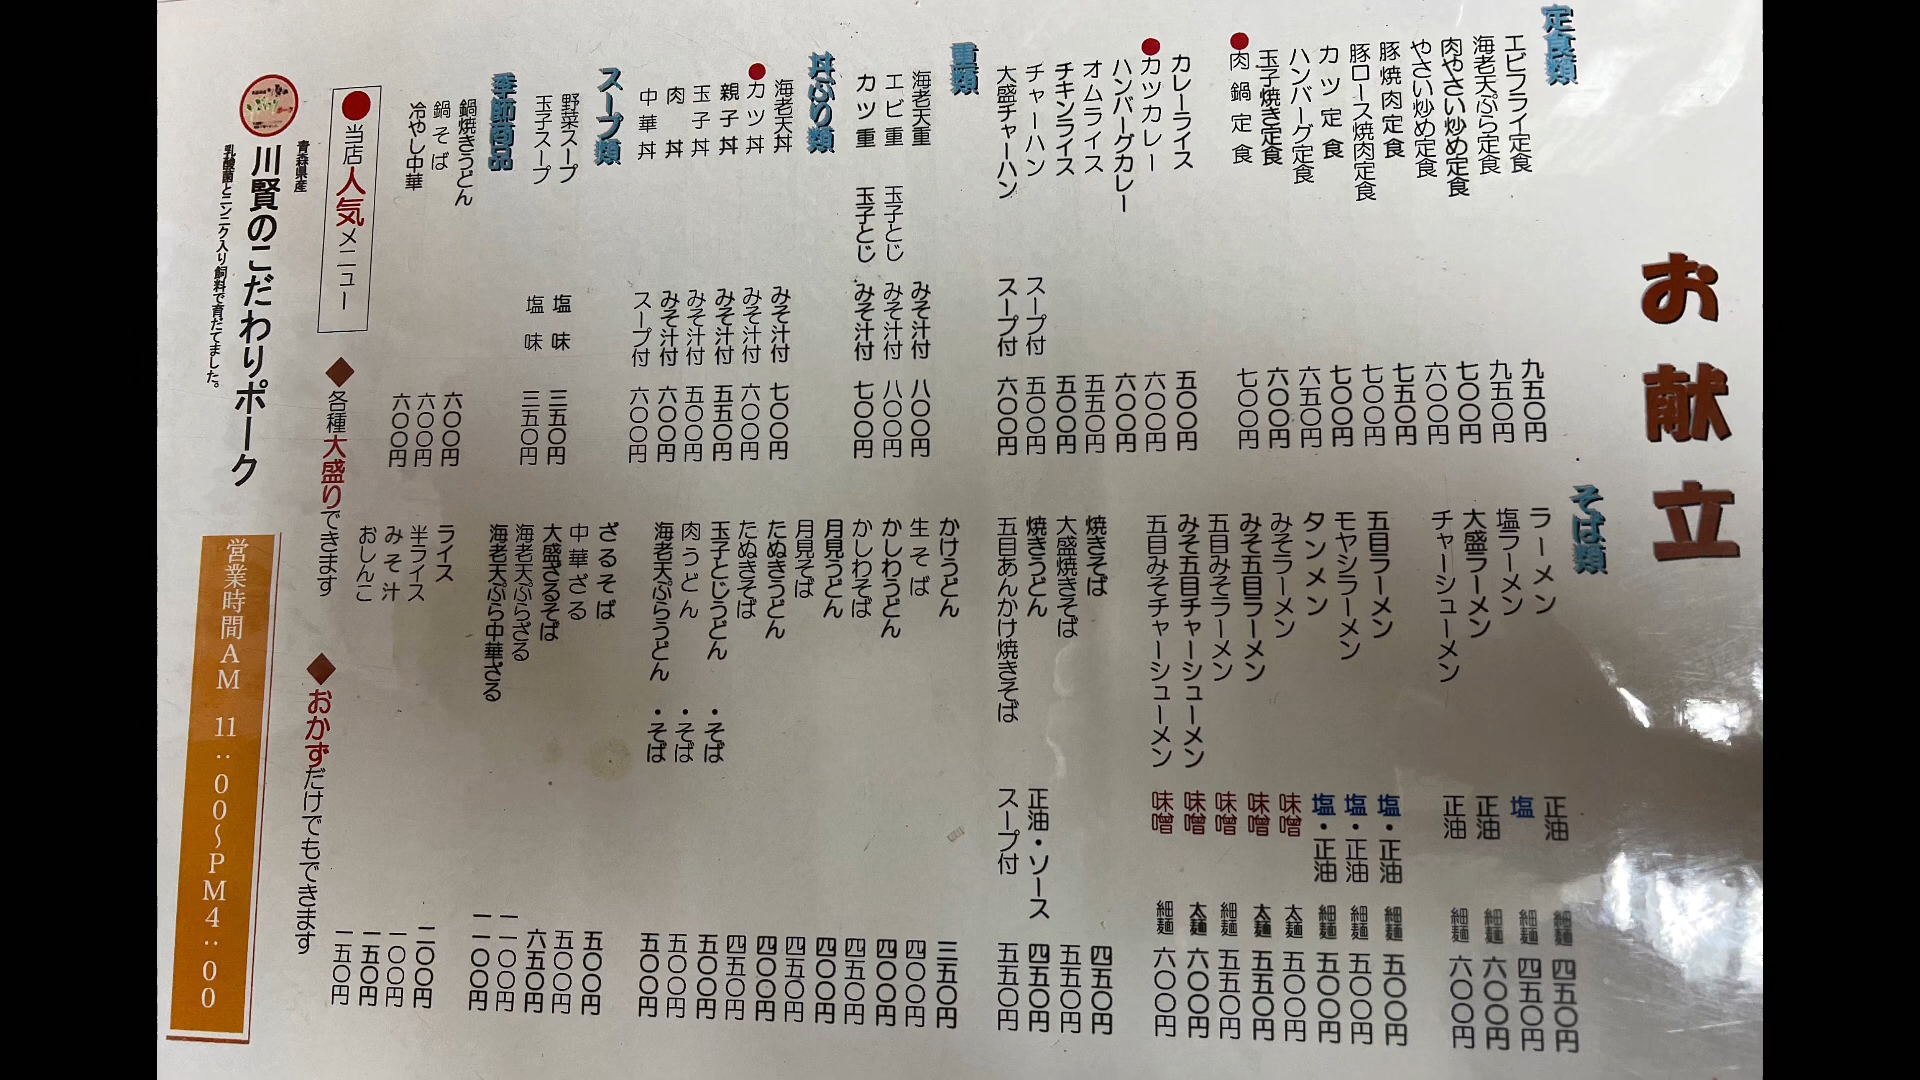 お献立
定食類
エビフライ定食 九五〇円
海老天ぷら定食 九五〇円
肉やさい炒め定食 七〇〇円
やさい炒め定食 六〇〇円
豚焼肉定食 七五〇円
豚ロース焼肉定食 七〇〇円
カツ定食 七〇〇円
ハンバーグ定食 六五〇円
玉子焼き定食 六〇〇円
●肉鍋定食 七〇〇円
カレーライス 五〇〇円
●カツカレー 六〇〇円
ハンバーグカレー 六〇〇円
オムライス 五五〇円
チキンライス 五〇〇円
チャーハン スープ付 五〇〇円
大盛チャーハン スープ付 六〇〇円
重類
海老天重 みそ汁付 八〇〇円
エビ重 玉子とじ みそ汁付 八〇〇円
カツ重 玉子とじ みそ汁付 七〇〇円
丼ぶり類
海老天丼 みそ汁付 七〇〇円
●カツ丼 みそ汁付 六〇〇円
親子丼 みそ汁付 五五〇円
玉子丼 みそ汁付 五〇〇円
肉丼 みそ汁付 六〇〇円
中華丼 スープ付 六〇〇円
スープ類
野菜スープ 塩味 三五〇円
玉子スープ 塩味 三五〇円
季節商品
鍋焼きうどん 六〇〇円
鍋そば 六〇〇円
冷やし中華 六〇〇円
そば類
ラーメン 正油 細麺 四五〇円
塩ラーメン 塩 細麺 四五〇円
大盛ラーメン 正油 細麺 六〇〇円
チャーシューメン 正油 細麺 六〇〇円
五目ラーメン 塩・正油 細麺 五〇〇円
モヤシラーメン 塩・正油 細麺 五〇〇円
タンメン 塩・正油 細麺 五〇〇円
みそラーメン 味噌 太麺 五〇〇円
みそ五目ラーメン 味噌 太麺 五五〇円
五目みそラーメン 味噌 細麺 五五〇円
みそ五目チャーシューメン 味噌 太麺 六〇〇円
五目みそチャーシューメン 味噌 細麺 六〇〇円
焼きそば 四五〇円
大盛焼きそば 五五〇円
焼きうどん 正油・ソース 四五〇円
五目あんかけ焼きそば スープ付 五五〇円
かけうどん 三五〇円
生そば 四〇〇円
かしわうどん 四〇〇円
かしわそば 四五〇円
月見うどん 四〇〇円
月見そば 四五〇円
たぬきうどん 四〇〇円
たぬきそば 四五〇円
玉子とじうどん・そば 五〇〇円
肉うどん・そば 五〇〇円
海老天ぷらうどん・そば 五〇〇円
ざるそば 五〇〇円
中華ざる 五〇〇円
大盛ざるそば 六五〇円
海老天ぷらざる 一一〇〇円
海老天ぷら中華ざる 一一〇〇円
ライス 二〇〇円
半ライス 一〇〇円
みそ汁 一五〇円
おしんこ 一五〇円
●当店人気メニュー
◆各種大盛りできます
◆おかずだけでもできます
青森県産
川賢のこだわりポーク
乳酸菌とニンニク入り飼料で育だてました。
営業時間AM 11:00〜PM4:00